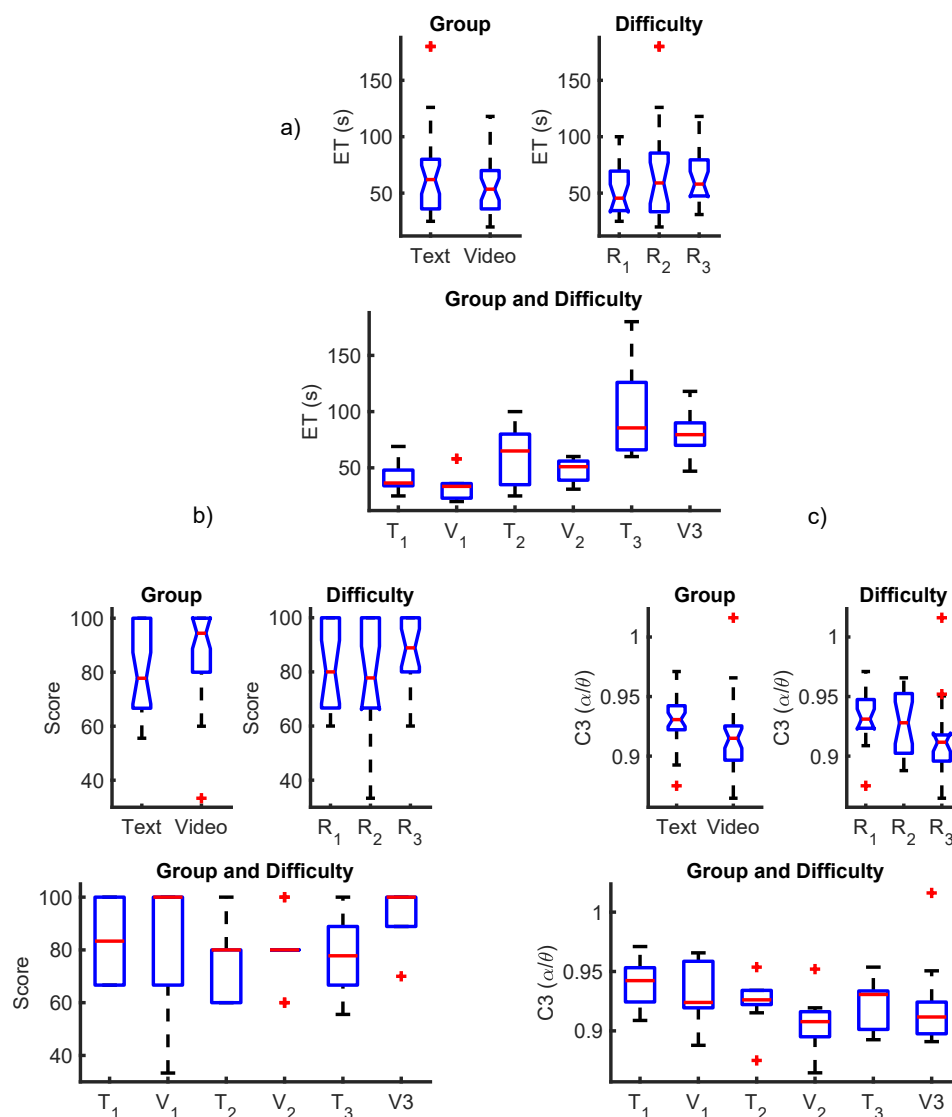 Group
Difficulty
a)
ET (s)
150
100
50
Text Video
ET (s)
150
100
50
R1 R2 R3
Group and Difficulty
ET (s)
150
100
50
T1 V1 T2 V2 T3 V3
b)
c)
Group
Difficulty
Score
100
80
60
40
Text Video
Score
100
80
60
40
R1 R2 R3
Group and Difficulty
Score
100
80
60
40
T1 V1 T2 V2 T3 V3
Group
Difficulty
C3 (α/θ)
1
0.95
0.9
Text Video
C3 (α/θ)
1
0.95
0.9
R1 R2 R3
Group and Difficulty
C3 (α/θ)
1
0.95
0.9
T1 V1 T2 V2 T3 V3